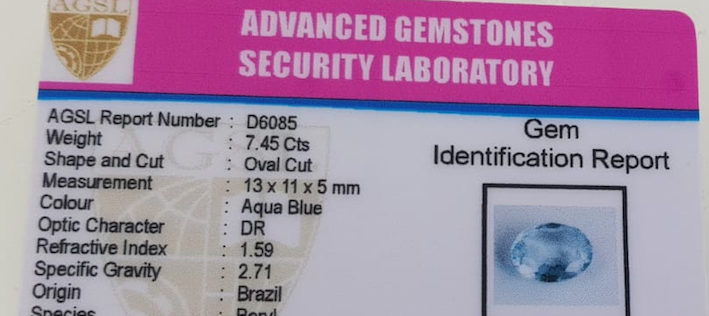 AGSL
ADVANCED GEMSTONES
SECURITY LABORATORY
AGSL Report Number : D6085
Weight : 7.45 Cts
Shape and Cut : Oval Cut
Measurement : 13 x 11 x 5 mm
Colour : Aqua Blue
Optic Character : DR
Refractive Index : 1.59
Specific Gravity : 2.71
Origin : Brazil
Species : Beryl
Gem
Identification Report